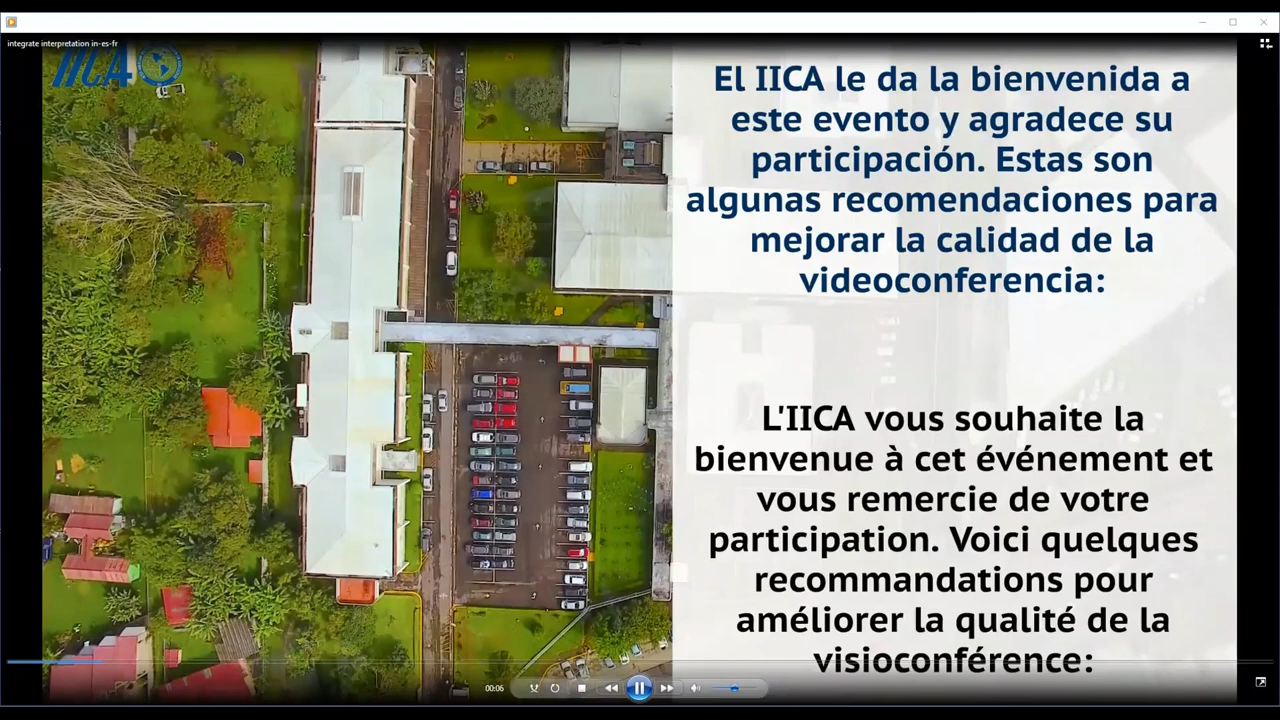 integrate interpretation in-es-fr
IICA
El IICA le da la bienvenida a
este evento y agradece su
participación. Estas son
algunas recomendaciones para
mejorar la calidad de la
videoconferencia:
L'IICA vous souhaite la
bienvenue à cet événement et
vous remercie de votre
participation. Voici quelques
recommandations pour
améliorer la qualité de la
visioconférence:
00:06